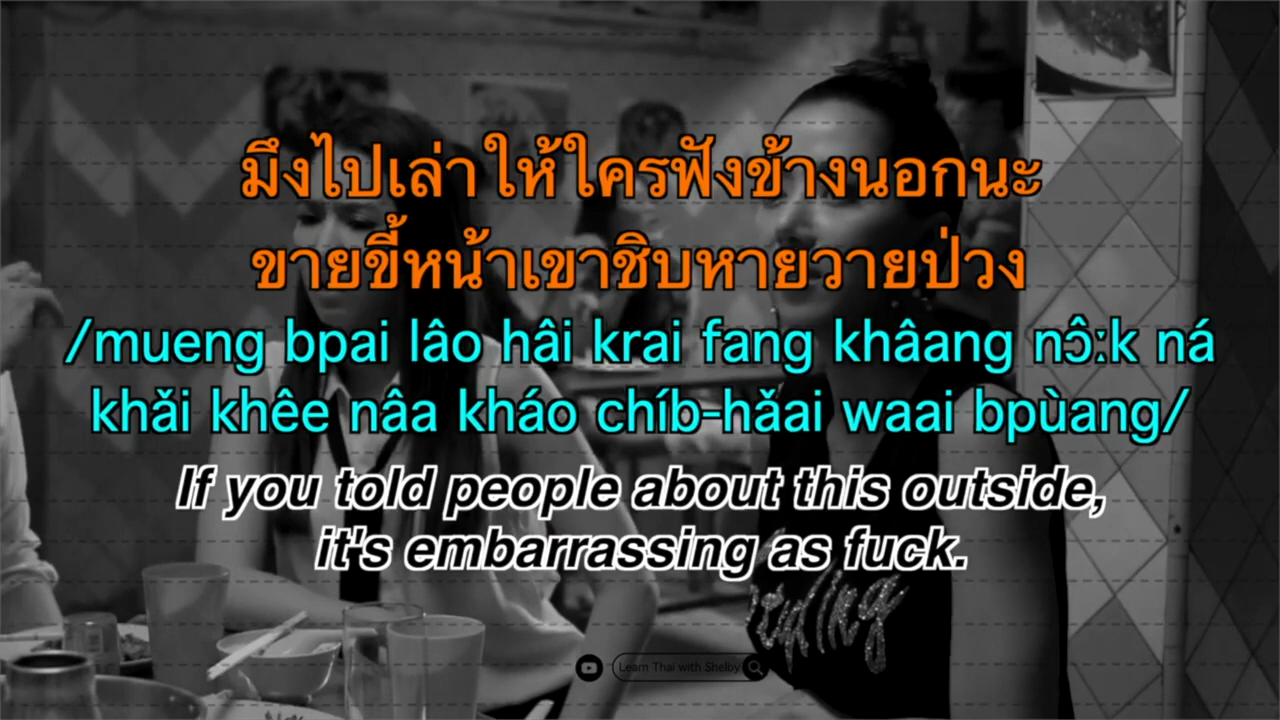 มึงไปเล่าให้ใครฟังข้างนอกนะ
ขายขี้หน้าเขาชิบหายวายป่วง
/mueng bpai lâo hâi krai fang khâang nɔ̂ːk ná
khǎi khêe nâa kháo chíb-hǎai waai bpùang/
If you told people about this outside,
it's embarrassing as fuck.
Learn Thai with Shelby